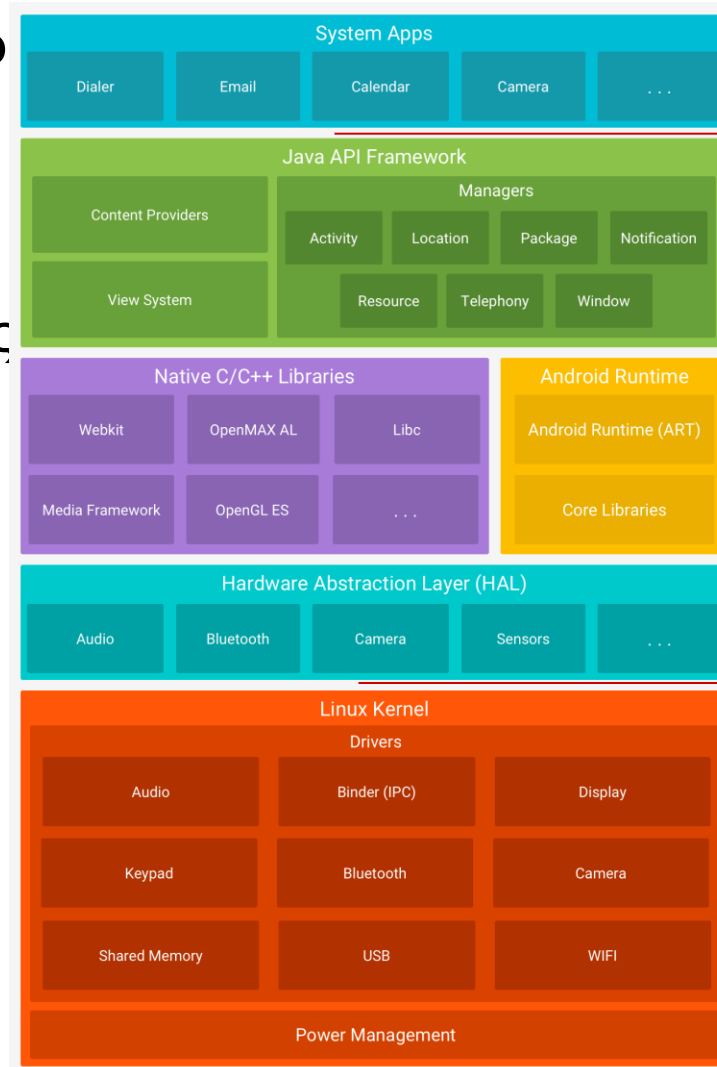 System Apps
Dialer Email Calendar Camera . . .
Java API Framework
Content Providers
View System
Managers
Activity Location Package Notification
Resource Telephony Window
Native C/C++ Libraries
Webkit OpenMAX AL Libc
Media Framework OpenGL ES . . .
Android Runtime
Android Runtime (ART)
Core Libraries
Hardware Abstraction Layer (HAL)
Audio Bluetooth Camera Sensors . . .
Linux Kernel
Drivers
Audio Binder (IPC) Display
Keypad Bluetooth Camera
Shared Memory USB WIFI
Power Management